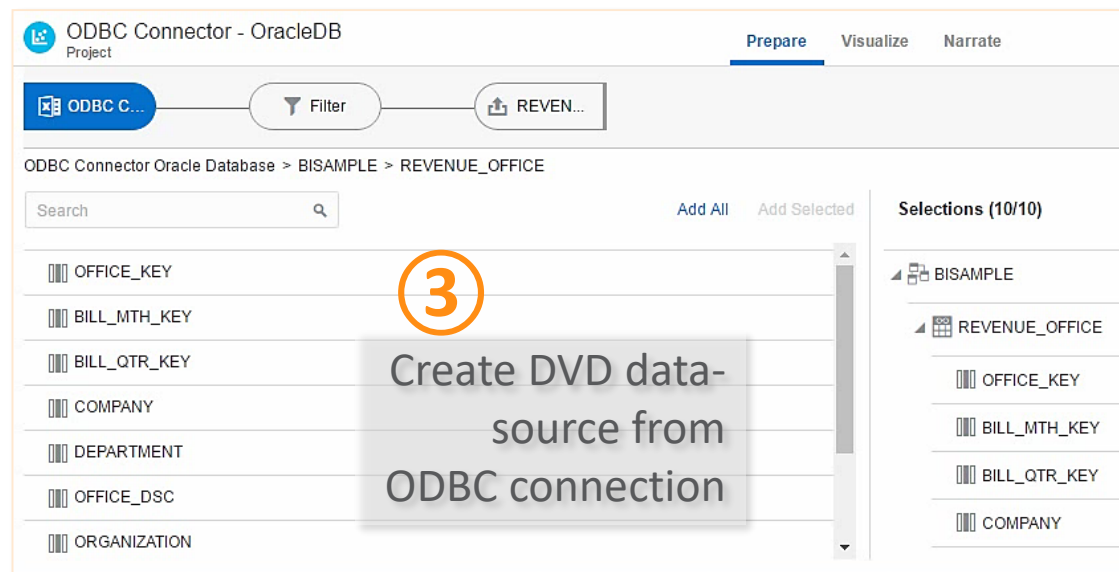 ODBC Connector - OracleDB
Project
Prepare Visualize Narrate
ODBC C... Filter REVEN...
ODBC Connector Oracle Database > BISAMPLE > REVENUE_OFFICE
Search Add All Add Selected Selections (10/10)
OFFICE_KEY
BILL_MTH_KEY
BILL_QTR_KEY
COMPANY
DEPARTMENT
OFFICE_DSC
ORGANIZATION
3
Create DVD data-
source from
ODBC connection
BISAMPLE
REVENUE_OFFICE
OFFICE_KEY
BILL_MTH_KEY
BILL_QTR_KEY
COMPANY